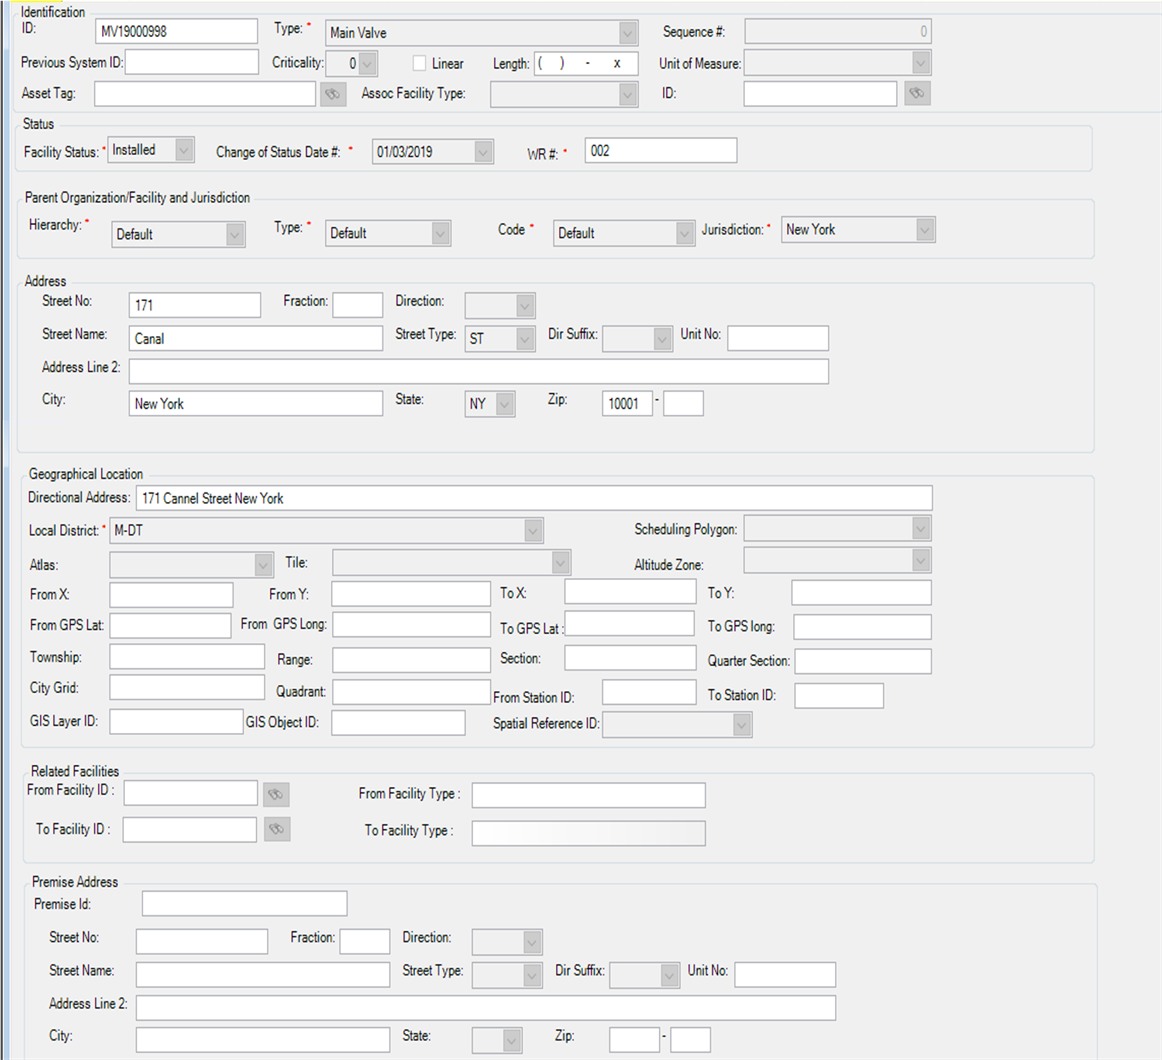 Identification
ID: MV19000998 Type: * Main Valve Sequence #: 0
Previous System ID: Criticality: 0 Linear Length: ( ) - x Unit of Measure:
Asset Tag: Assoc Facility Type: ID:
Status
Facility Status: * Installed Change of Status Date #: * 01/03/2019 WR #: * 002
Parent Organization/Facility and Jurisdiction
Hierarchy: * Default Type: * Default Code * Default Jurisdiction: * New York
Address
Street No: 171 Fraction: Direction:
Street Name: Canal Street Type: ST Dir Suffix: Unit No:
Address Line 2:
City: New York State: NY Zip: 10001 -
Geographical Location
Directional Address: 171 Cannel Street New York
Local District: * M-DT Scheduling Polygon:
Atlas: Tile: Altitude Zone:
From X: From Y: To X: To Y:
From GPS Lat: From GPS Long: To GPS Lat : To GPS long:
Township: Range: Section: Quarter Section:
City Grid: Quadrant: From Station ID: To Station ID:
GIS Layer ID: GIS Object ID: Spatial Reference ID:
Related Facilities
From Facility ID : From Facility Type :
To Facility ID : To Facility Type :
Premise Address
Premise Id:
Street No: Fraction: Direction:
Street Name: Street Type: Dir Suffix: Unit No:
Address Line 2:
City: State: Zip: -